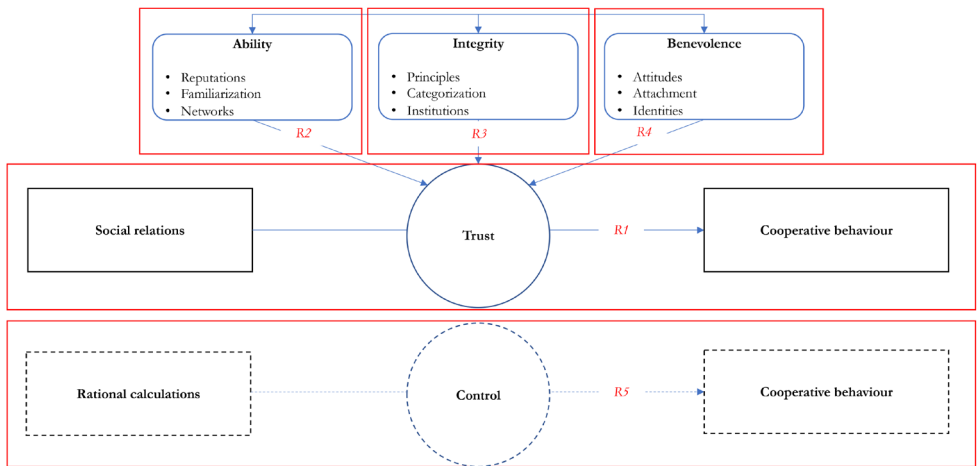 Ability
• Reputations
• Familiarization
• Networks
Integrity
• Principles
• Categorization
• Institutions
Benevolence
• Attitudes
• Attachment
• Identities
R2
R3
R4
Social relations
Trust
R1
Cooperative behaviour
Rational calculations
Control
R5
Cooperative behaviour